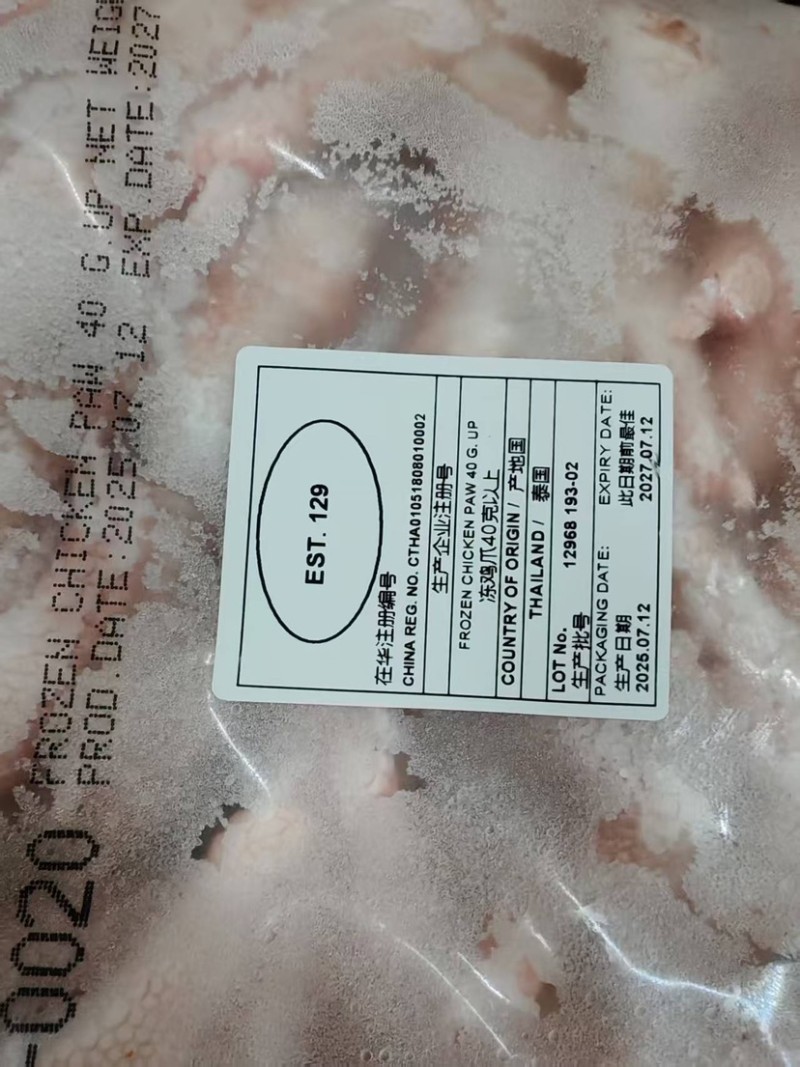 -0020
FROZEN CHICKEN PAW 40 G.UP NET WEIG
PROD.DATE:2025.07.12 EXP.DATE:2027
EST. 129
在华注册编号
CHINA REG. NO. CTHA01051808010002
生产企业注册号
FROZEN CHICKEN PAW 40 G. UP
冻鸡爪40克以上
COUNTRY OF ORIGIN / 产地国
THAILAND / 泰国
LOT No. 12968 193-02
生产批号
PACKAGING DATE: EXPIRY DATE:
生产日期 此日期前最佳
2025.07.12 2027.07.12